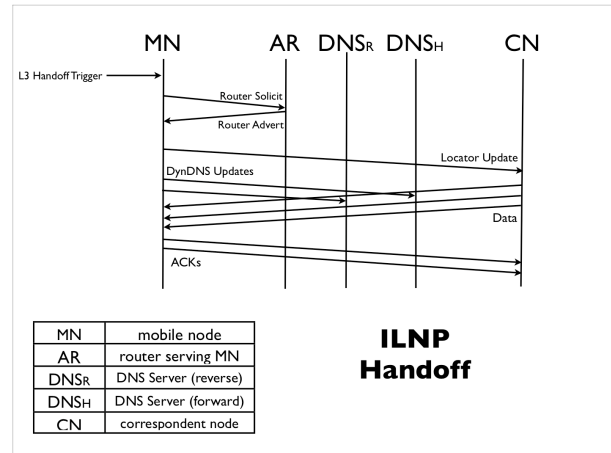 MN AR DNSR DNSH CN
L3 Handoff Trigger
Router Solicit
Router Advert
Locator Update
DynDNS Updates
Data
ACKs
MN mobile node
AR router serving MN
DNSR DNS Server (reverse)
DNSH DNS Server (forward)
CN correspondent node
ILNP
Handoff